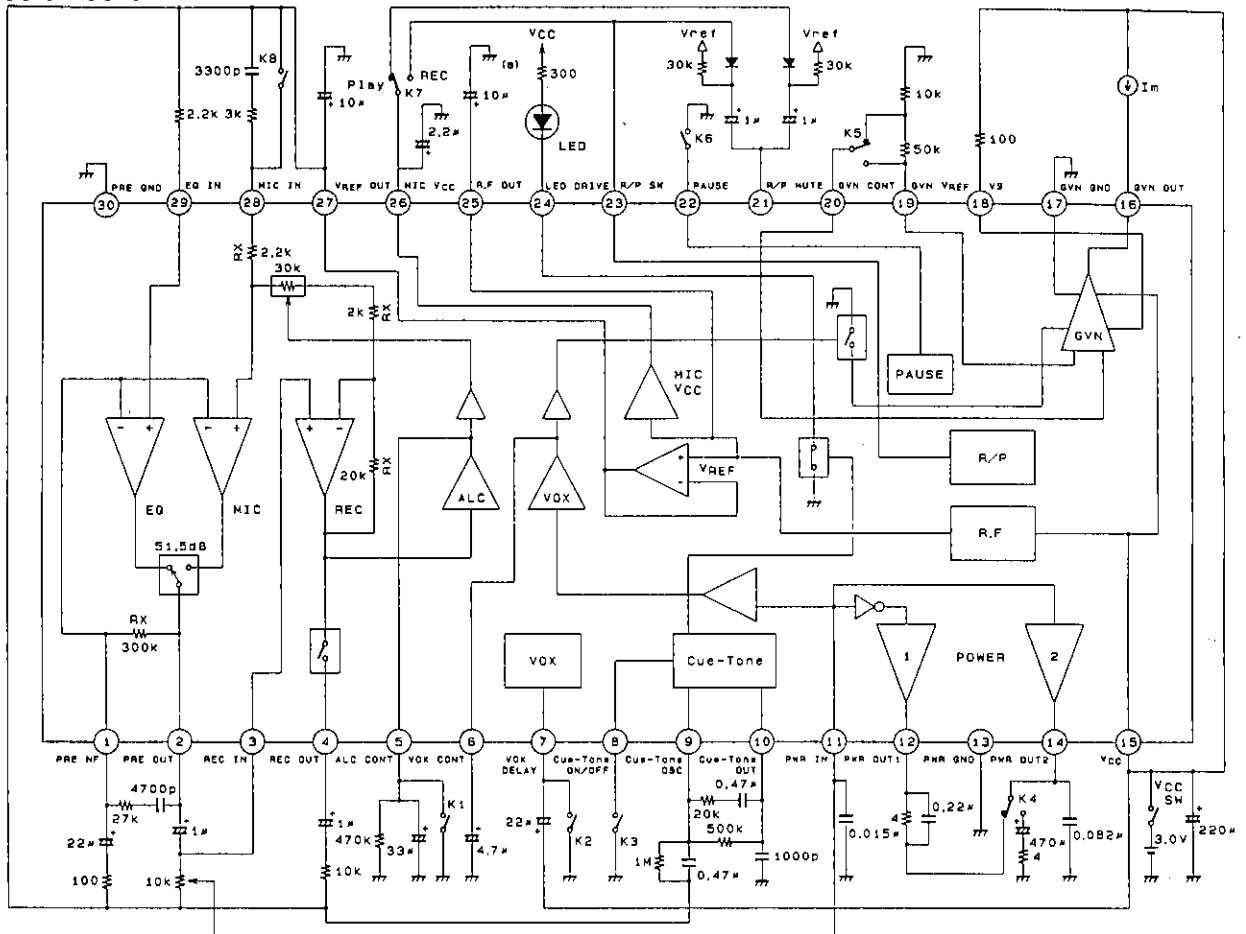 3300p
K8
2.2k
3k
10μ
Play
REC
K7
2.2μ
10μ
(a)
VCC
300
LED
K6
Vref
30k
1μ
Vref
30k
1μ
10k
K5
50k
100
Im
PRE GND
EQ IN
MIC IN
VREF OUT
MIC VCC
R.F OUT
LED DRIVE
R/P SW
PAUSE
R/P MUTE
GVN CONT
GVN VREF
VS
GVN GND
GVN OUT
30
29
28
27
26
25
24
23
22
21
20
19
18
17
16
RX
2.2k
30k
2k
RX
20k
RX
- +
- +
+ -
EQ
MIC
REC
ALC
VOX
MIC VCC
VREF
+
-
GVN
PAUSE
R/P
R.F
51.5dB
RX
300k
VOX
Cue-Tone
1
POWER
2
1
2
3
4
5
6
7
8
9
10
11
12
13
14
15
PRE NF
PRE OUT
REC IN
REC OUT
ALC CONT
VOX CONT
VOX DELAY
Cue-Tone ON/OFF
Cue-Tone OSC
Cue-Tone OUT
PWR IN
PWR OUT1
PWR GND
PWR OUT2
VCC
4700p
27k
22μ
1μ
100
10k
1μ
10k
470k
33μ
K1
4.7μ
22μ
K2
K3
0.47μ
20k
500k
1M
0.47μ
1000p
0.015μ
4
0.22μ
K4
470μ
4
0.082μ
VCC SW
3.0V
220μ